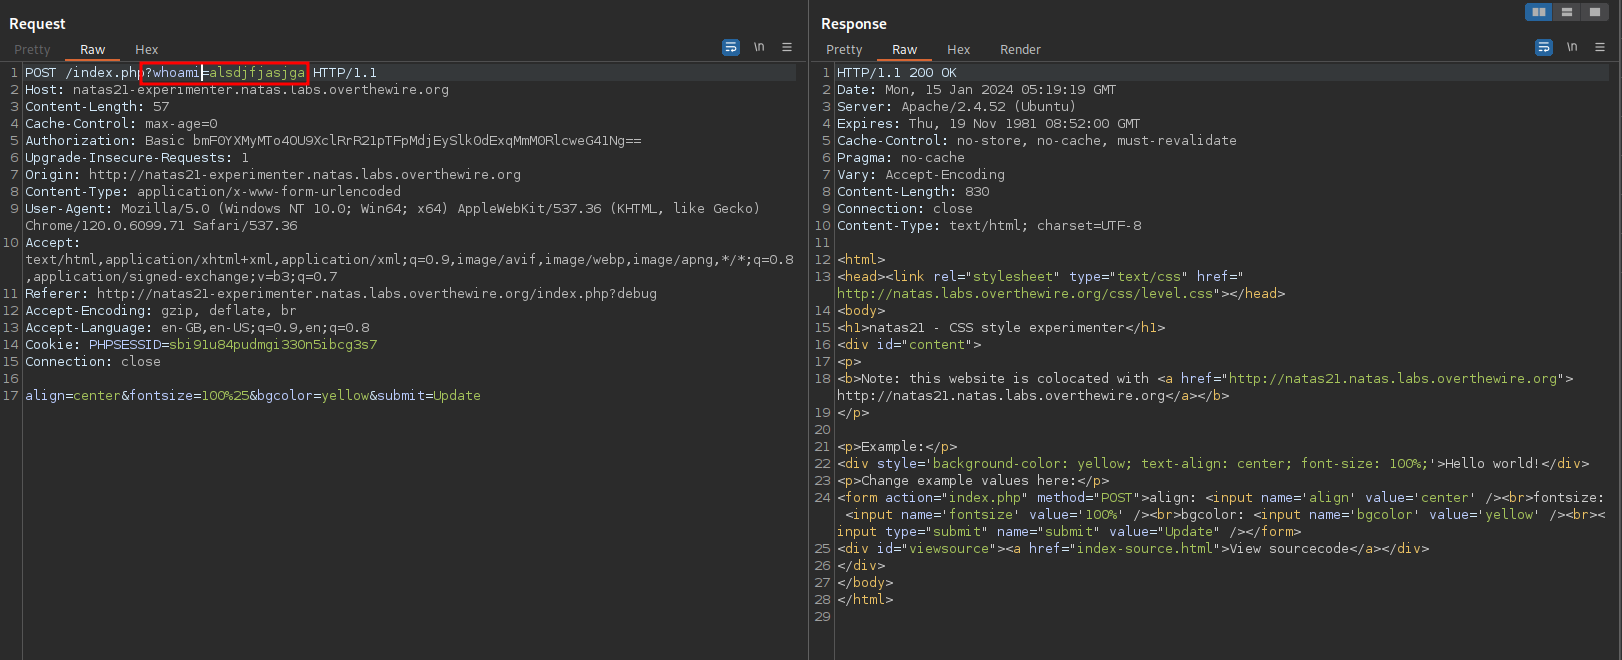 Request
Pretty Raw Hex
\n
1 POST /index.php?whoami=alsdjfjasjga HTTP/1.1
2 Host: natas21-experimenter.natas.labs.overthewire.org
3 Content-Length: 57
4 Cache-Control: max-age=0
5 Authorization: Basic bmF0YXMyMTo4OU9XclRrR21pTFpMdjEySlk0dExqMmM0RlcweG41Ng==
6 Upgrade-Insecure-Requests: 1
7 Origin: http://natas21-experimenter.natas.labs.overthewire.org
8 Content-Type: application/x-www-form-urlencoded
9 User-Agent: Mozilla/5.0 (Windows NT 10.0; Win64; x64) AppleWebKit/537.36 (KHTML, like Gecko)
Chrome/120.0.6099.71 Safari/537.36
10 Accept:
text/html,application/xhtml+xml,application/xml;q=0.9,image/avif,image/webp,image/apng,*/*;q=0.8
,application/signed-exchange;v=b3;q=0.7
11 Referer: http://natas21-experimenter.natas.labs.overthewire.org/index.php?debug
12 Accept-Encoding: gzip, deflate, br
13 Accept-Language: en-GB,en-US;q=0.9,en;q=0.8
14 Cookie: PHPSESSID=sbi91u84pudmgi330n5ibcg3s7
15 Connection: close
16
17 align=center&fontsize=100%25&bgcolor=yellow&submit=Update
Response
Pretty Raw Hex Render
\n
1 HTTP/1.1 200 OK
2 Date: Mon, 15 Jan 2024 05:19:19 GMT
3 Server: Apache/2.4.52 (Ubuntu)
4 Expires: Thu, 19 Nov 1981 08:52:00 GMT
5 Cache-Control: no-store, no-cache, must-revalidate
6 Pragma: no-cache
7 Vary: Accept-Encoding
8 Content-Length: 830
9 Connection: close
10 Content-Type: text/html; charset=UTF-8
11
12 <html>
13 <head><link rel="stylesheet" type="text/css" href="
http://natas.labs.overthewire.org/css/level.css"></head>
14 <body>
15 <h1>natas21 - CSS style experimenter</h1>
16 <div id="content">
17 <p>
18 <b>Note: this website is colocated with <a href="http://natas21.natas.labs.overthewire.org">
http://natas21.natas.labs.overthewire.org</a></b>
19 </p>
20
21 <p>Example:</p>
22 <div style='background-color: yellow; text-align: center; font-size: 100%;'>Hello world!</div>
23 <p>Change example values here:</p>
24 <form action="index.php" method="POST">align: <input name='align' value='center' /><br>fontsize:
<input name='fontsize' value='100%' /><br>bgcolor: <input name='bgcolor' value='yellow' /><br><
input type="submit" name="submit" value="Update" /></form>
25 <div id="viewsource"><a href="index-source.html">View sourcecode</a></div>
26 </div>
27 </body>
28 </html>
29